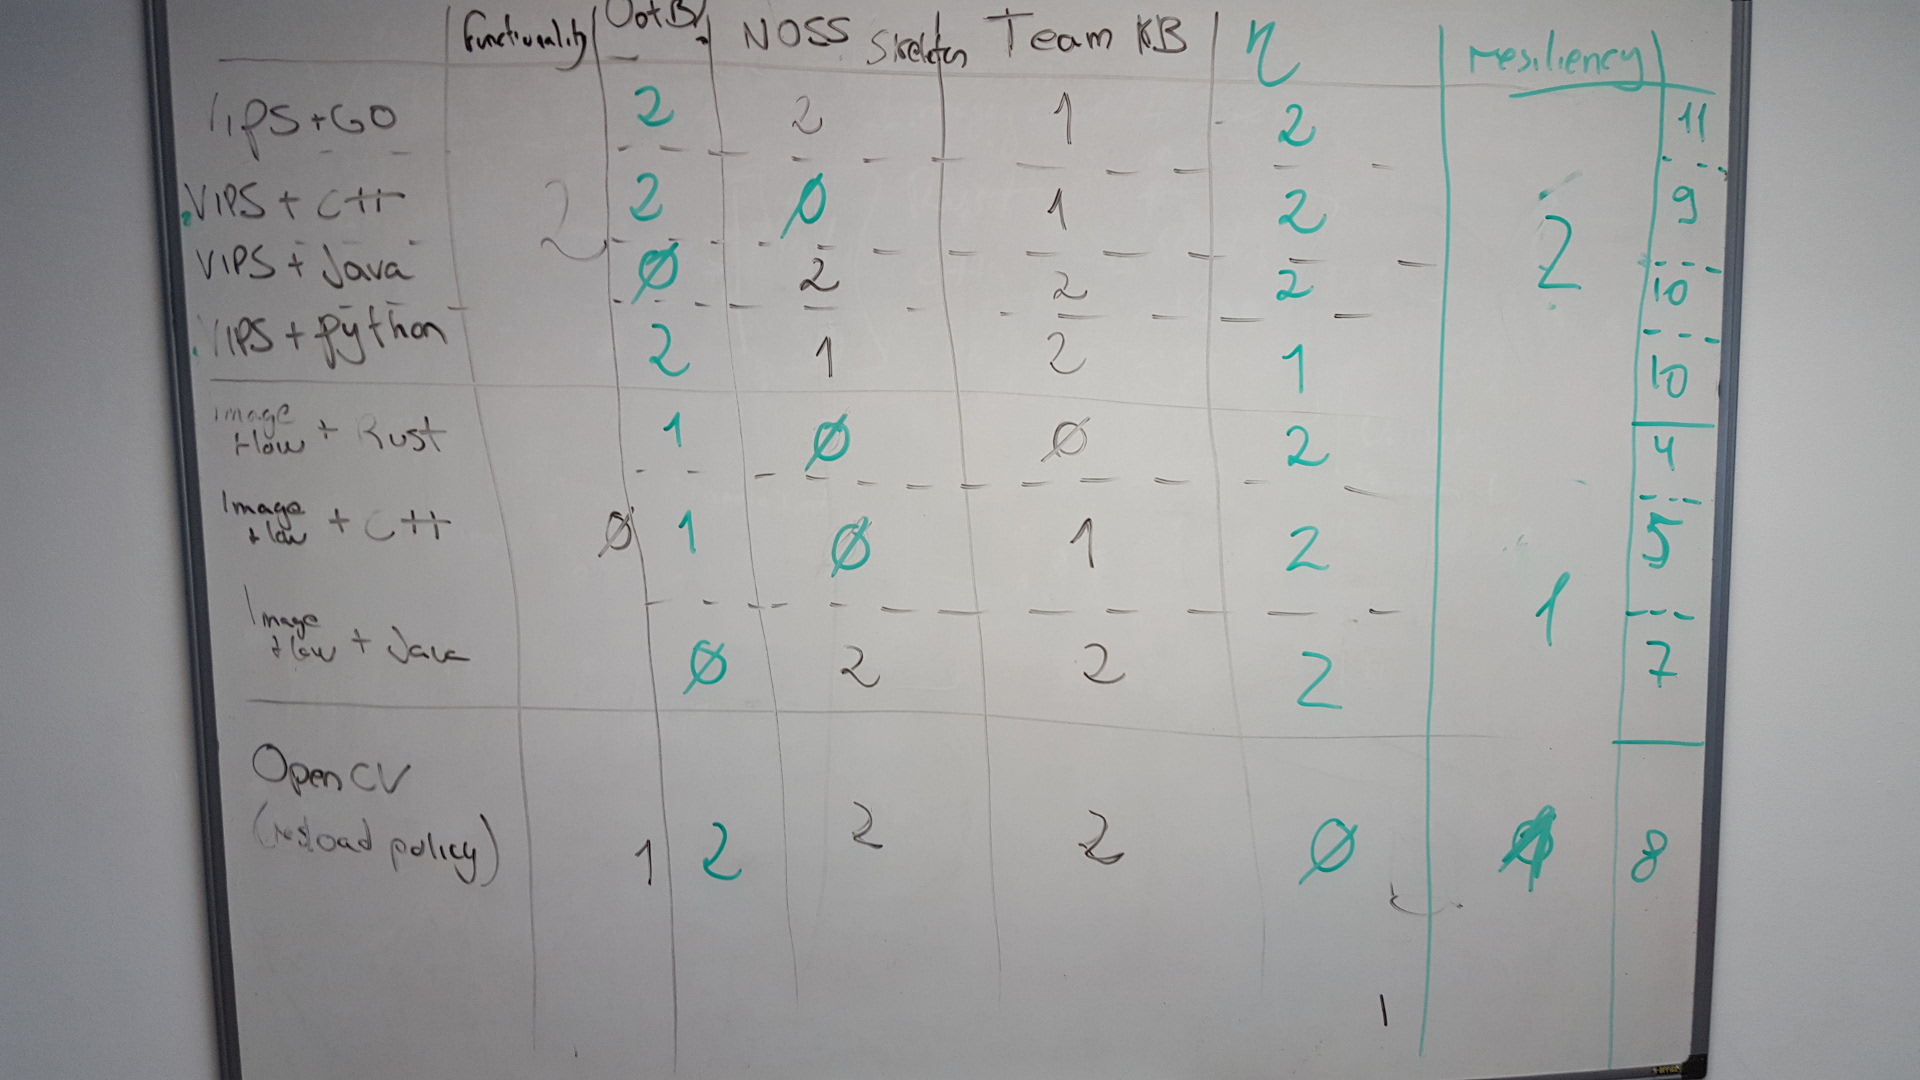 Functionality OotB NOSS Skeleton Team KB η resiliency
VIPS + GO 2 2 1 2 11
VIPS + C++ 2 2 Ø 1 2 2 9
VIPS + Java Ø 2 2 2 10
VIPS + python 2 1 2 1 10
Image flow + Rust 1 Ø Ø 2 4
Image flow + C++ Ø 1 Ø 1 2 1 5
Image flow + Java Ø 2 2 2 7
OpenCV
policy) 1 2 2 2 Ø 8